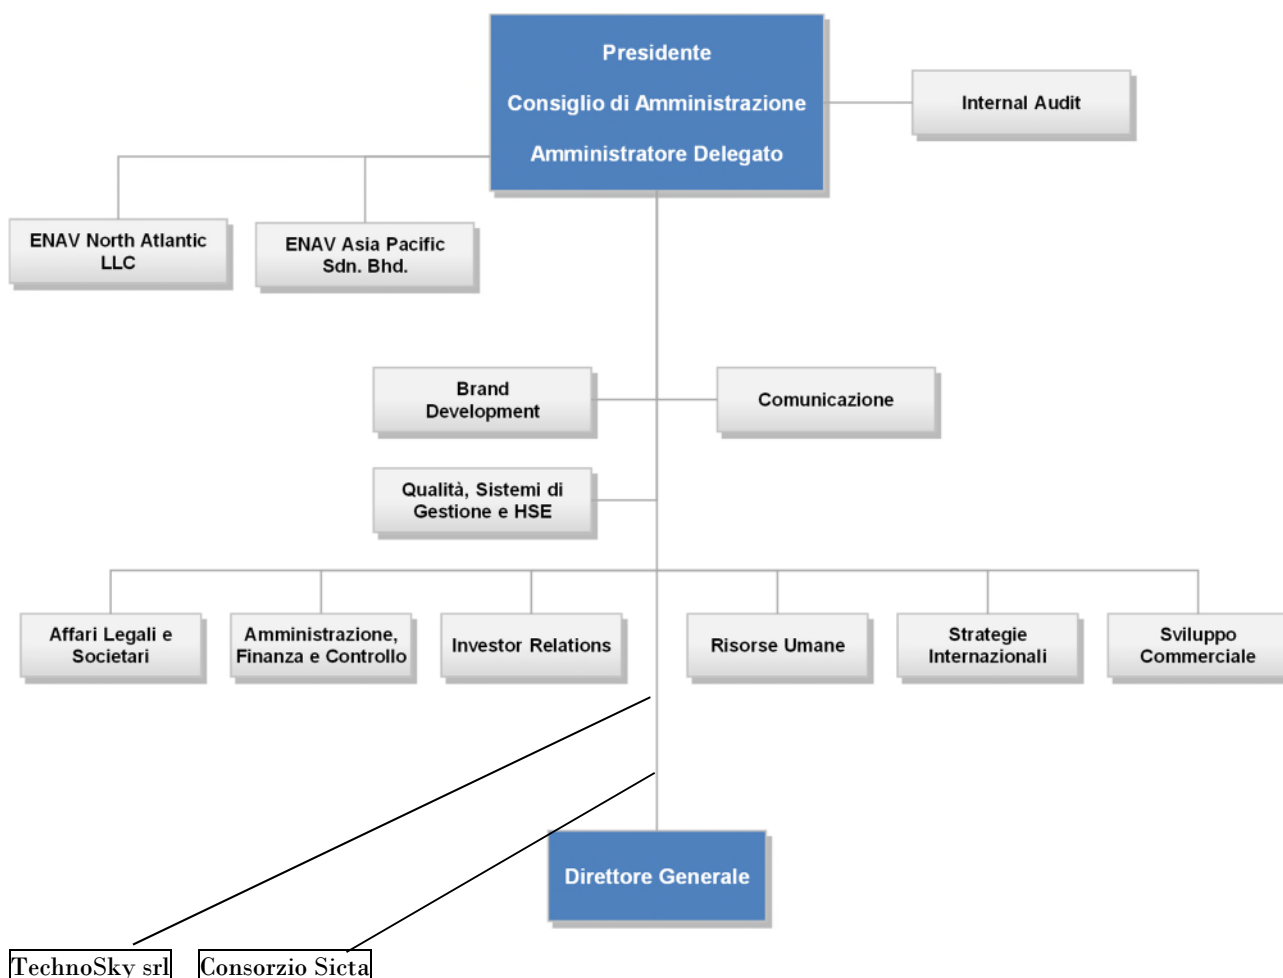 Presidente
Consiglio di Amministrazione
Amministratore Delegato
Internal Audit
ENAV North Atlantic
LLC
ENAV Asia Pacific
Sdn. Bhd.
Brand
Development
Comunicazione
Qualità, Sistemi di
Gestione e HSE
Affari Legali e
Societari
Amministrazione,
Finanza e Controllo
Investor Relations
Risorse Umane
Strategie
Internazionali
Sviluppo
Commerciale
Direttore Generale
TechnoSky srl
Consorzio Sicta